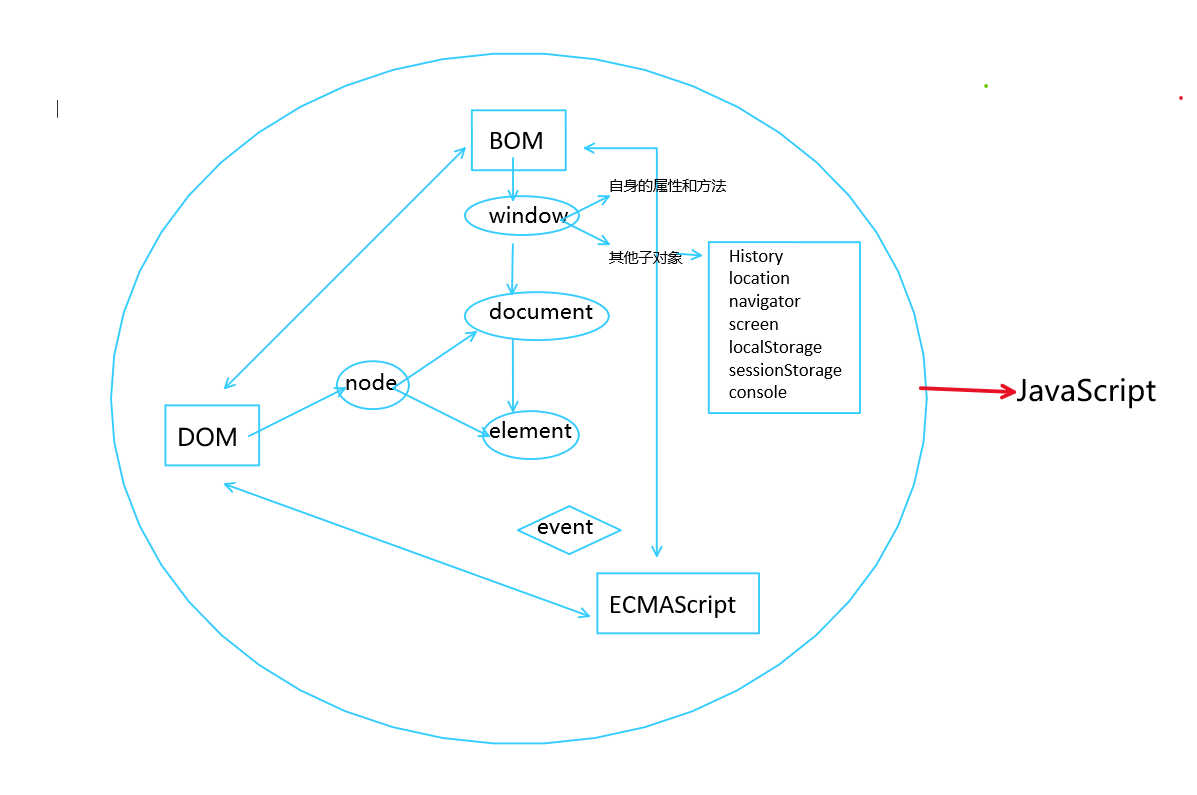 BOM
自身的属性和方法
window
其他子对象
History
location
navigator
screen
localStorage
sessionStorage
console
document
node
JavaScript
element
DOM
event
ECMAScript